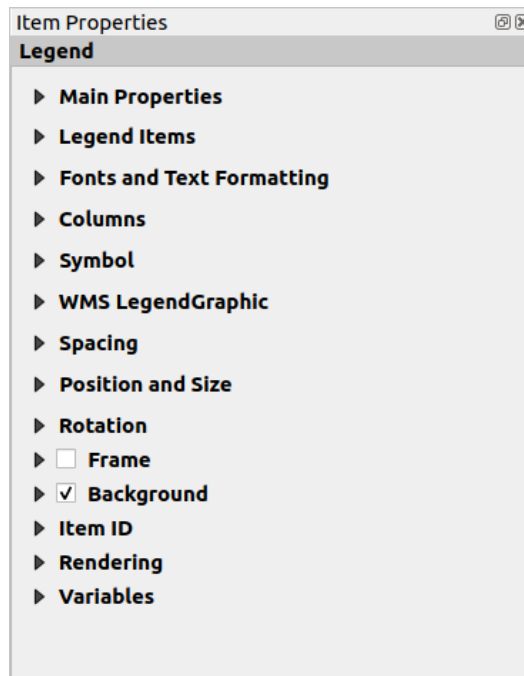 Item Properties
Legend
Main Properties
Legend Items
Fonts and Text Formatting
Columns
Symbol
WMS LegendGraphic
Spacing
Position and Size
Rotation
Frame
Background
Item ID
Rendering
Variables